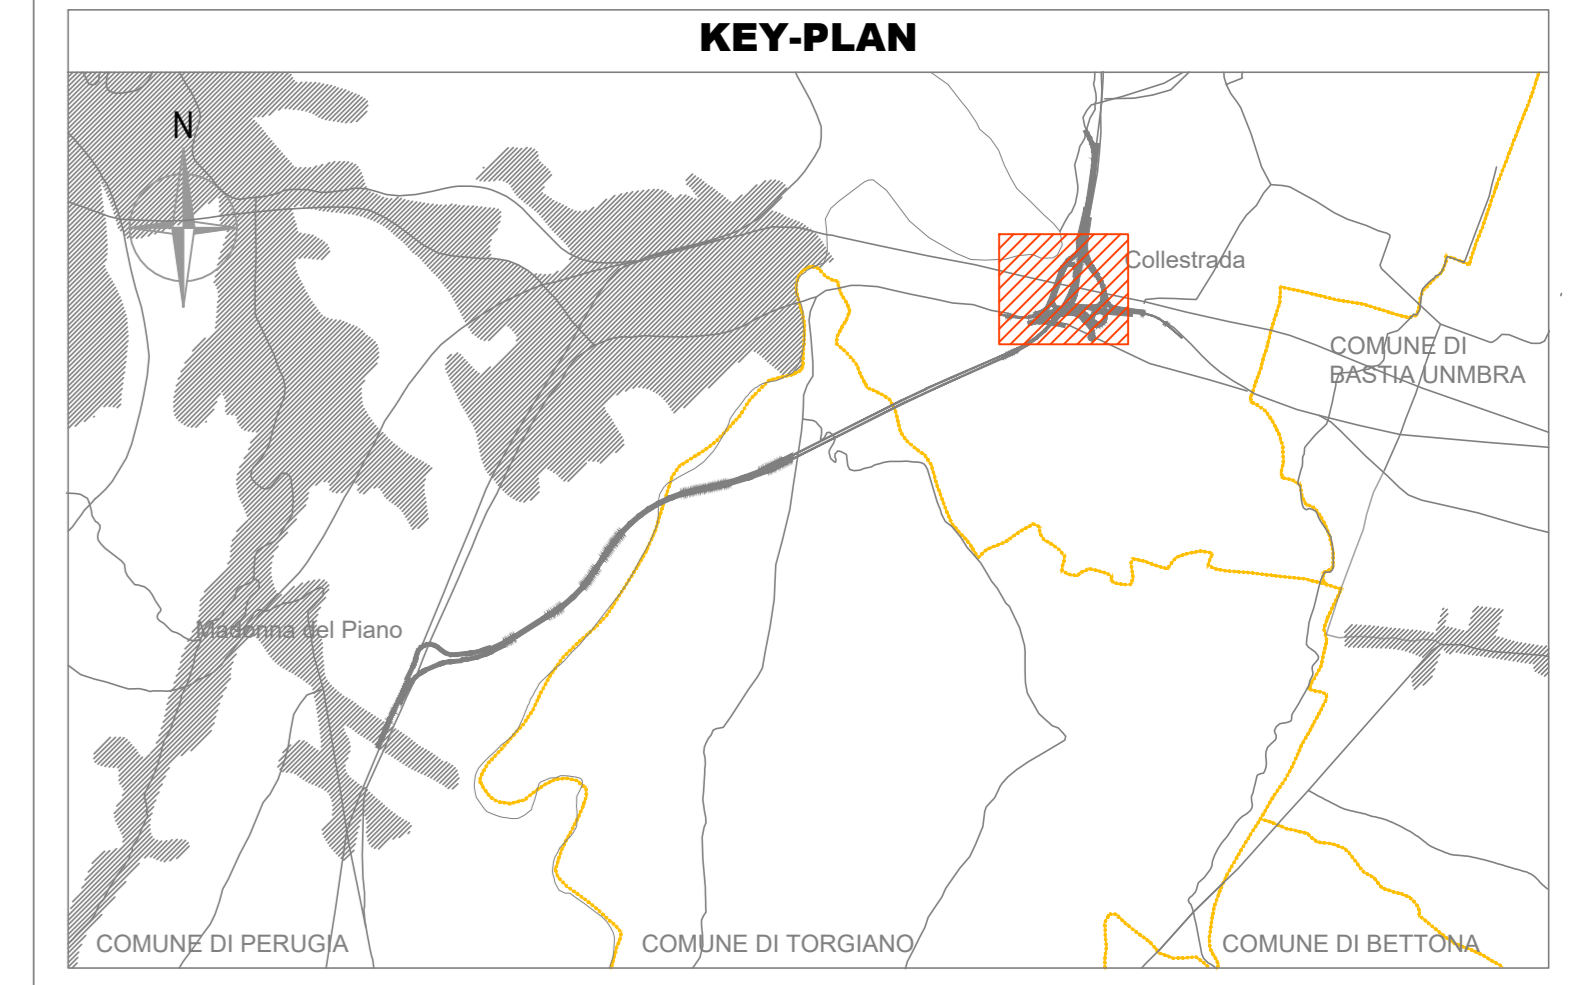 KEY-PLAN
N
Collestrada
COMUNE DI
BASTIA UNMBRA
Madonna del Piano
COMUNE DI PERUGIA
COMUNE DI TORGIANO
COMUNE DI BETTONA